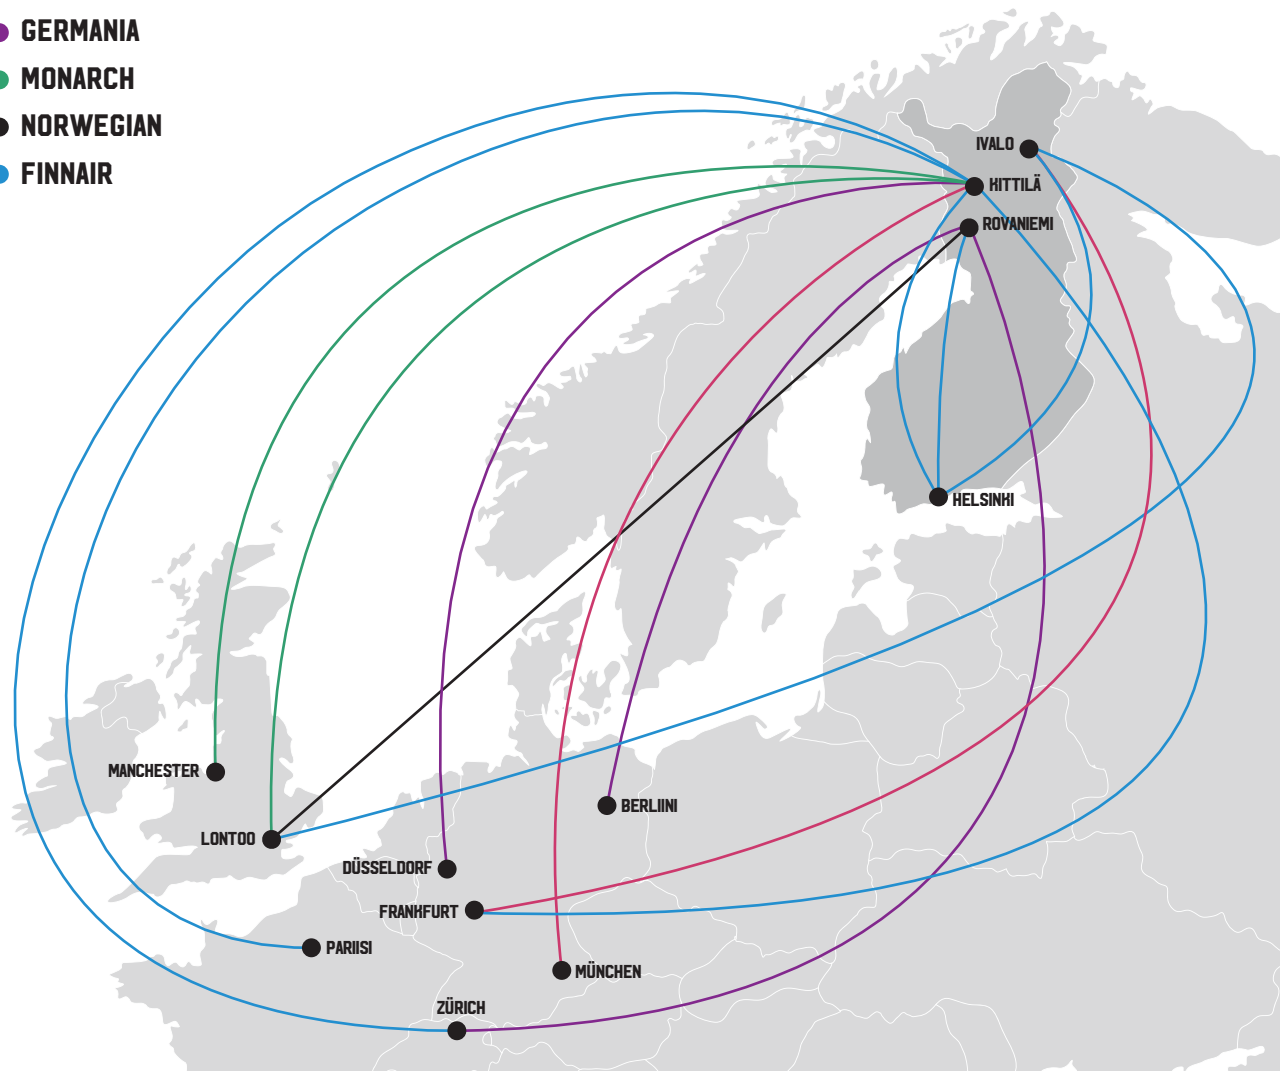 GERMANIA
MONARCH
NORWEGIAN
FINNAIR
IVALO
KITTILÄ
ROVANIEMI
HELSINKI
MANCHESTER
BERLIINI
LONTOO
DÜSSELDORF
FRANKFURT
PARIISI
MÜNCHEN
ZÜRICH